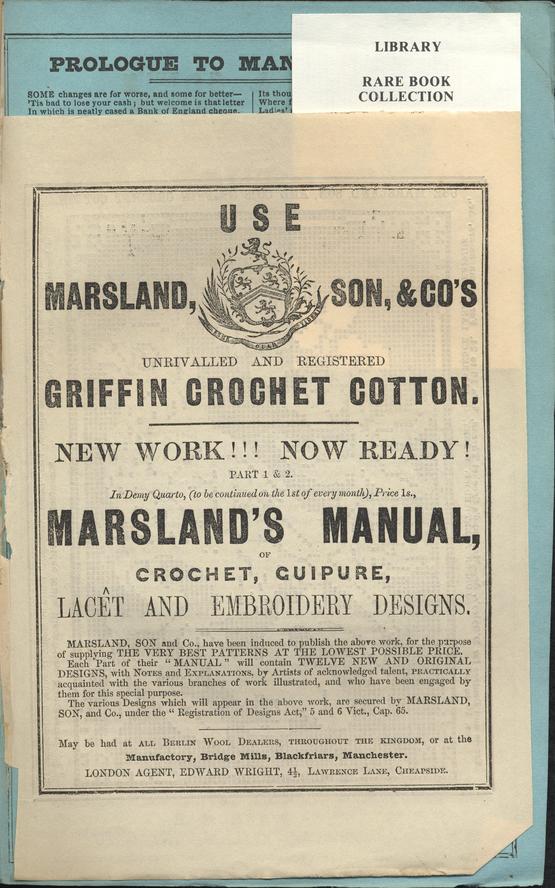 LIBRARY
RARE BOOK
COLLECTION
PROLOGUE TO MAN
SOME changes are for worse, and some for better—
'Tis bad to lose your cash; but welcome is that letter
In which is neatly cased a Bank of England cheque.
Its thou
Where f
Ladies'
USE
MARSLAND, SON, & CO'S
UNRIVALLED AND REGISTERED
GRIFFIN CROCHET COTTON.
NEW WORK!!! NOW READY!
PART 1 & 2.
In Demy Quarto, (to be continued on the 1st of every month), Price 1s.,
MARSLAND'S MANUAL,
OF
CROCHET, GUIPURE,
LACÊT AND EMBROIDERY DESIGNS.
MARSLAND, SON and Co., have been induced to publish the above work, for the purpose
of supplying THE VERY BEST PATTERNS AT THE LOWEST POSSIBLE PRICE.
Each Part of their "MANUAL" will contain TWELVE NEW AND ORIGINAL
DESIGNS, with NOTES and EXPLANATIONS, by Artists of acknowledged talent, PRACTICALLY
acquainted with the various branches of work illustrated, and who have been engaged by
them for this special purpose.
The various Designs which will appear in the above work, are secured by MARSLAND,
SON, and Co., under the "Registration of Designs Act," 5 and 6 Vict., Cap. 65.
May be had at ALL BERLIN WOOL DEALERS, THROUGHOUT THE KINGDOM, or at the
Manufactory, Bridge Mills, Blackfriars, Manchester.
LONDON AGENT, EDWARD WRIGHT, 4½, LAWRENCE LANE, CHEAPSIDE.